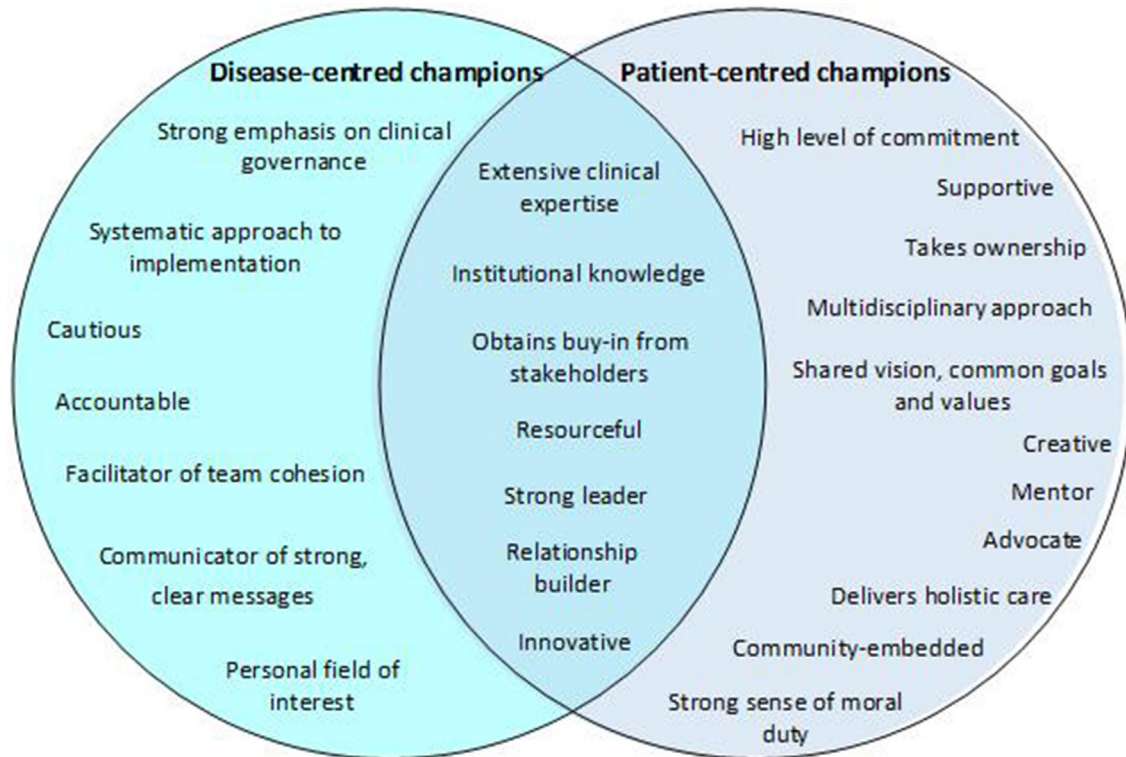 Disease-centred champions
Strong emphasis on clinical
governance
Systematic approach to
implementation
Cautious
Accountable
Facilitator of team cohesion
Communicator of strong,
clear messages
Personal field of
interest
Extensive clinical
expertise
Institutional knowledge
Obtains buy-in from
stakeholders
Resourceful
Strong leader
Relationship
builder
Innovative
Patient-centred champions
High level of commitment
Supportive
Takes ownership
Multidisciplinary approach
Shared vision, common goals
and values
Creative
Mentor
Advocate
Delivers holistic care
Community-embedded
Strong sense of moral
duty